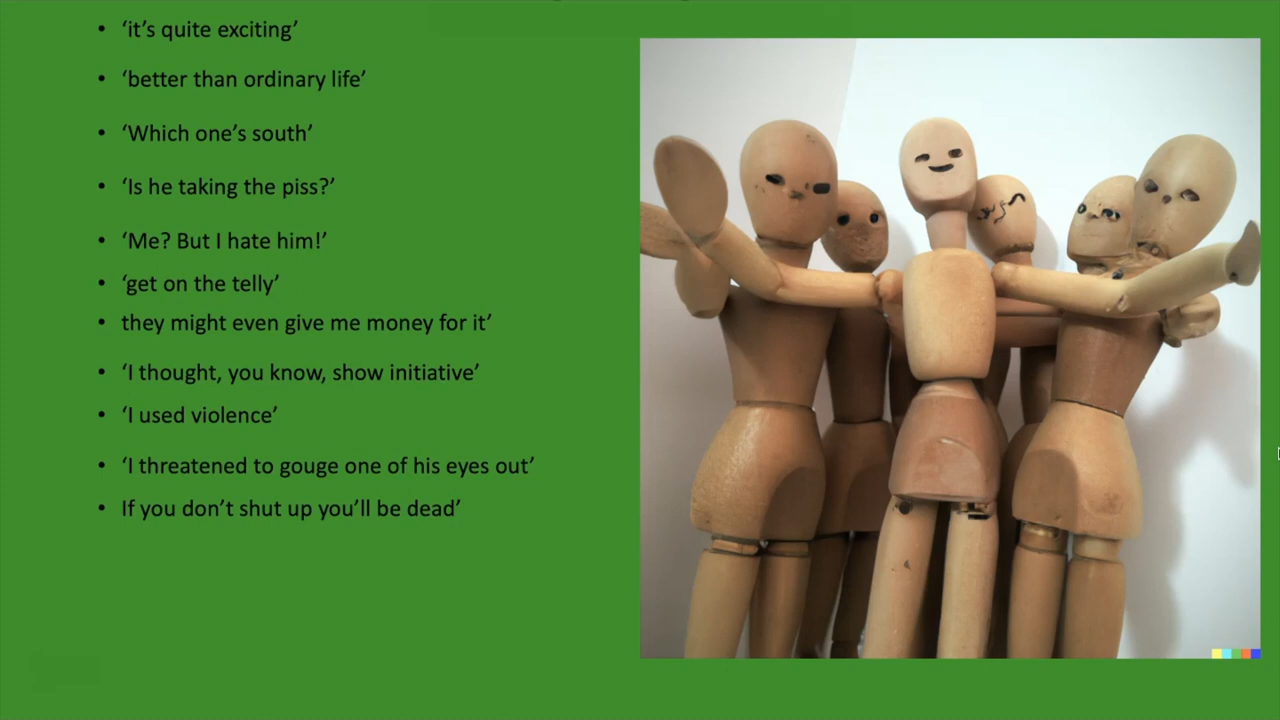 • ‘it’s quite exciting’
• ‘better than ordinary life’
• ‘Which one’s south’
• ‘Is he taking the piss?’
• ‘Me? But I hate him!’
• ‘get on the telly’
• they might even give me money for it’
• ‘I thought, you know, show initiative’
• ‘I used violence’
• ‘I threatened to gouge one of his eyes out’
• If you don’t shut up you’ll be dead’